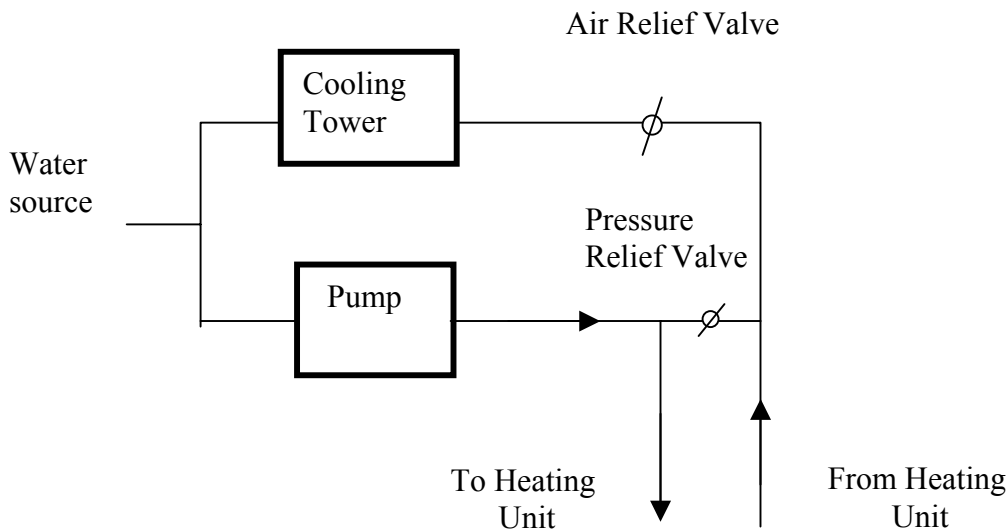 Air Relief Valve
Cooling
Tower
Water
source
Pressure
Relief Valve
Pump
To Heating
Unit
From Heating
Unit